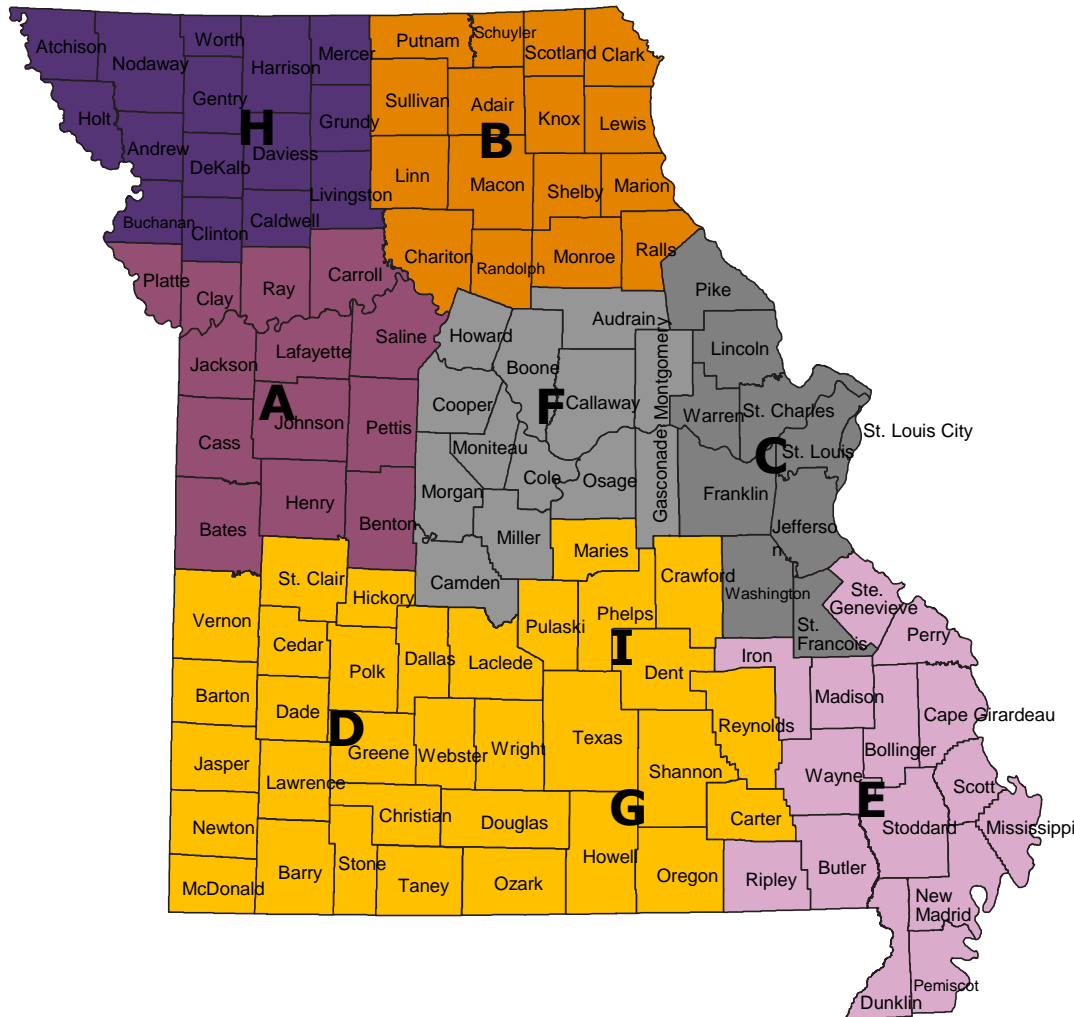 Atchison
Nodaway
Worth
Harrison
Mercer
Putnam
Schuyler
Scotland
Clark
Holt
Gentry
Grundy
Sullivan
Adair
Knox
Lewis
H
B
Andrew
DeKalb
Daviess
Livingston
Linn
Macon
Shelby
Marion
Buchanan
Clinton
Caldwell
Chariton
Randolph
Monroe
Ralls
Platte
Clay
Ray
Carroll
Pike
Saline
Howard
Audrain
Jackson
Lafayette
Boone
Montgomery
Lincoln
A
Johnson
Cass
Pettis
Cooper
F
Callaway
Warren
St. Charles
St. Louis City
Moniteau
C
St. Louis
Bates
Henry
Benton
Morgan
Cole
Osage
Gasconade
Franklin
Miller
Jefferso
n
St. Clair
Hickory
Camden
Maries
Crawford
Washington
Ste.
Genevieve
Vernon
Cedar
Polk
Dallas
Laclede
Pulaski
Phelps
I
Dent
Iron
St.
Francois
Perry
Barton
Dade
D
Greene
Webster
Wright
Texas
Reynolds
Madison
Cape Girardeau
Bollinger
Jasper
Lawrence
Shannon
Wayne
Scott
Newton
Christian
Douglas
G
Carter
E
Stoddard
Mississippi
McDonald
Barry
Stone
Taney
Ozark
Howell
Oregon
Ripley
Butler
New
Madrid
Pemiscot
Dunklin